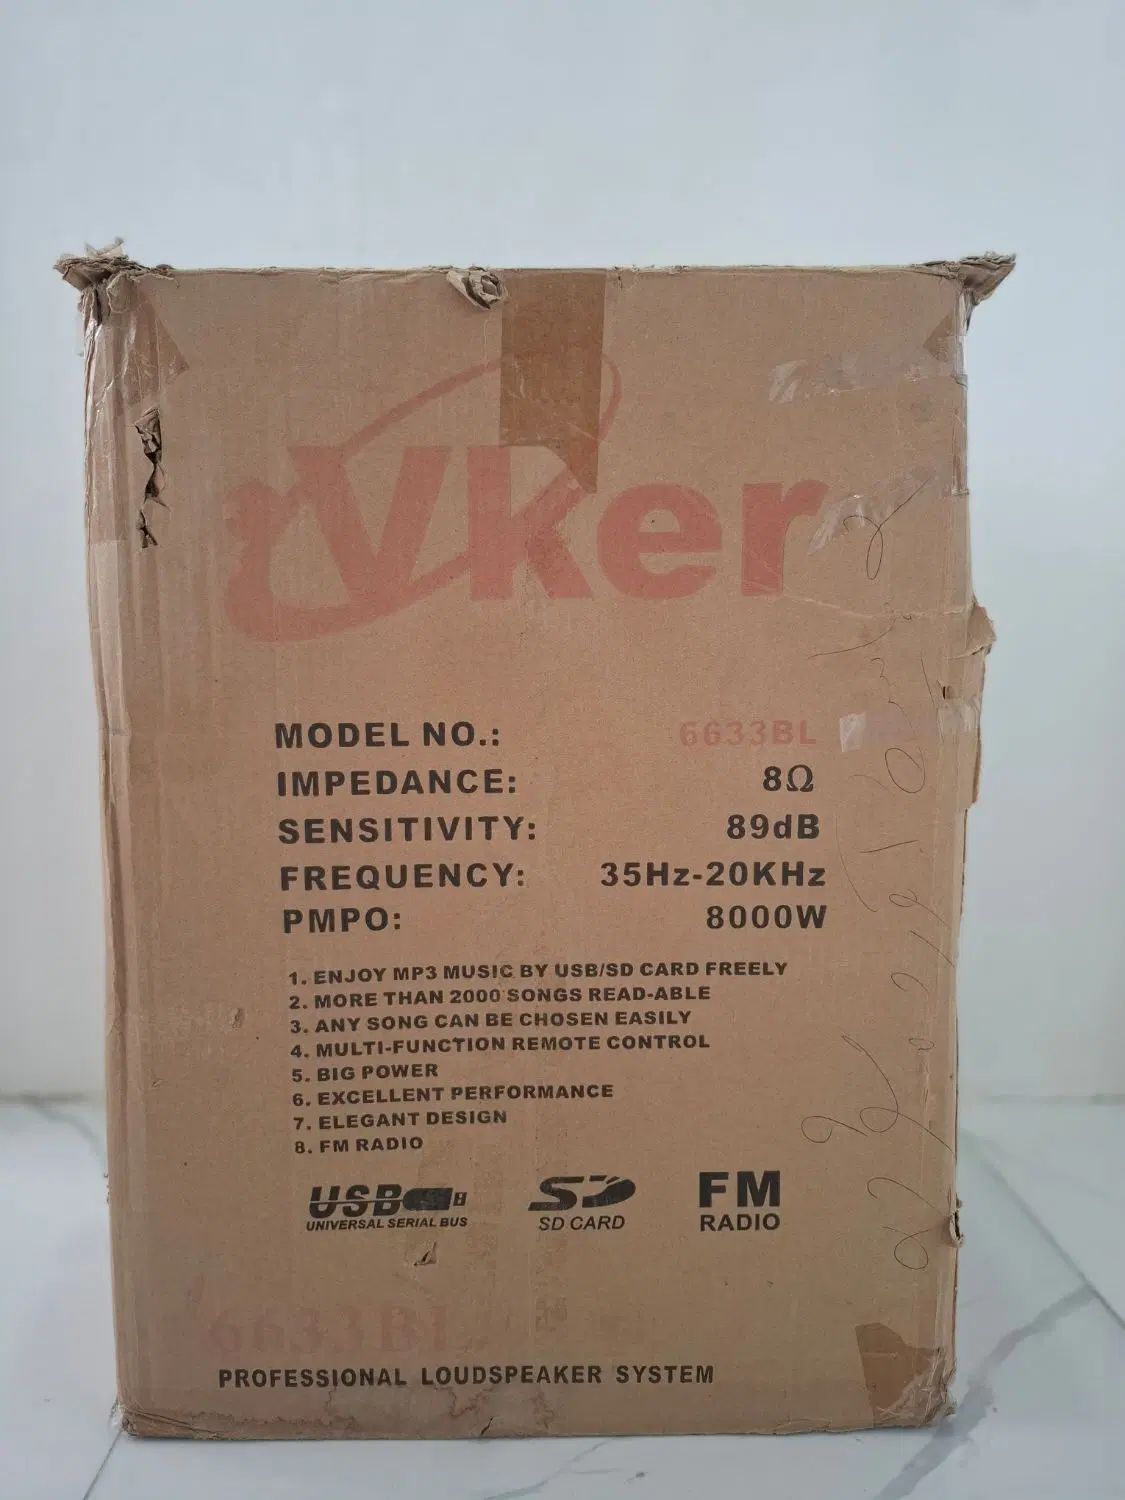 Vker
MODEL NO.: 6633BL
IMPEDANCE: 8Ω
SENSITIVITY: 89dB
FREQUENCY: 35Hz-20KHz
PMPO: 8000W
1. ENJOY MP3 MUSIC BY USB/SD CARD FREELY
2. MORE THAN 2000 SONGS READ-ABLE
3. ANY SONG CAN BE CHOSEN EASILY
4. MULTI-FUNCTION REMOTE CONTROL
5. BIG POWER
6. EXCELLENT PERFORMANCE
7. ELEGANT DESIGN
8. FM RADIO
USB SD FM
UNIVERSAL SERIAL BUS SD CARD RADIO
6633BL
PROFESSIONAL LOUDSPEAKER SYSTEM